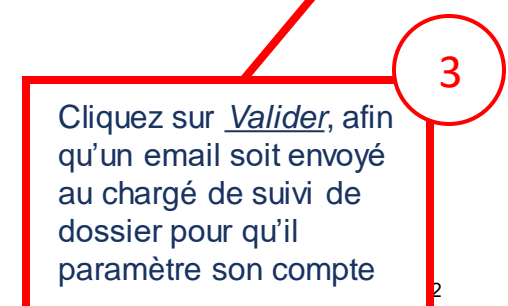 3
Cliquez sur Valider, afin
qu’un email soit envoyé
au chargé de suivi de
dossier pour qu’il
paramètre son compte
2